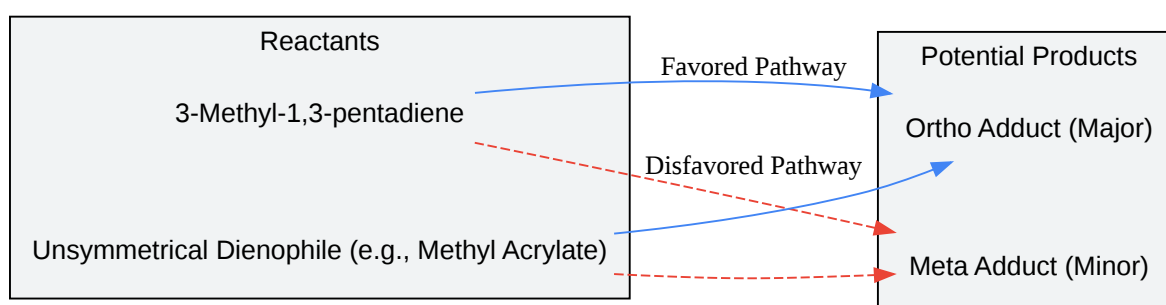 Reactants
3-Methyl-1,3-pentadiene
Unsymmetrical Dienophile (e.g., Methyl Acrylate)
Favored Pathway
Disfavored Pathway
Potential Products
Ortho Adduct (Major)
Meta Adduct (Minor)